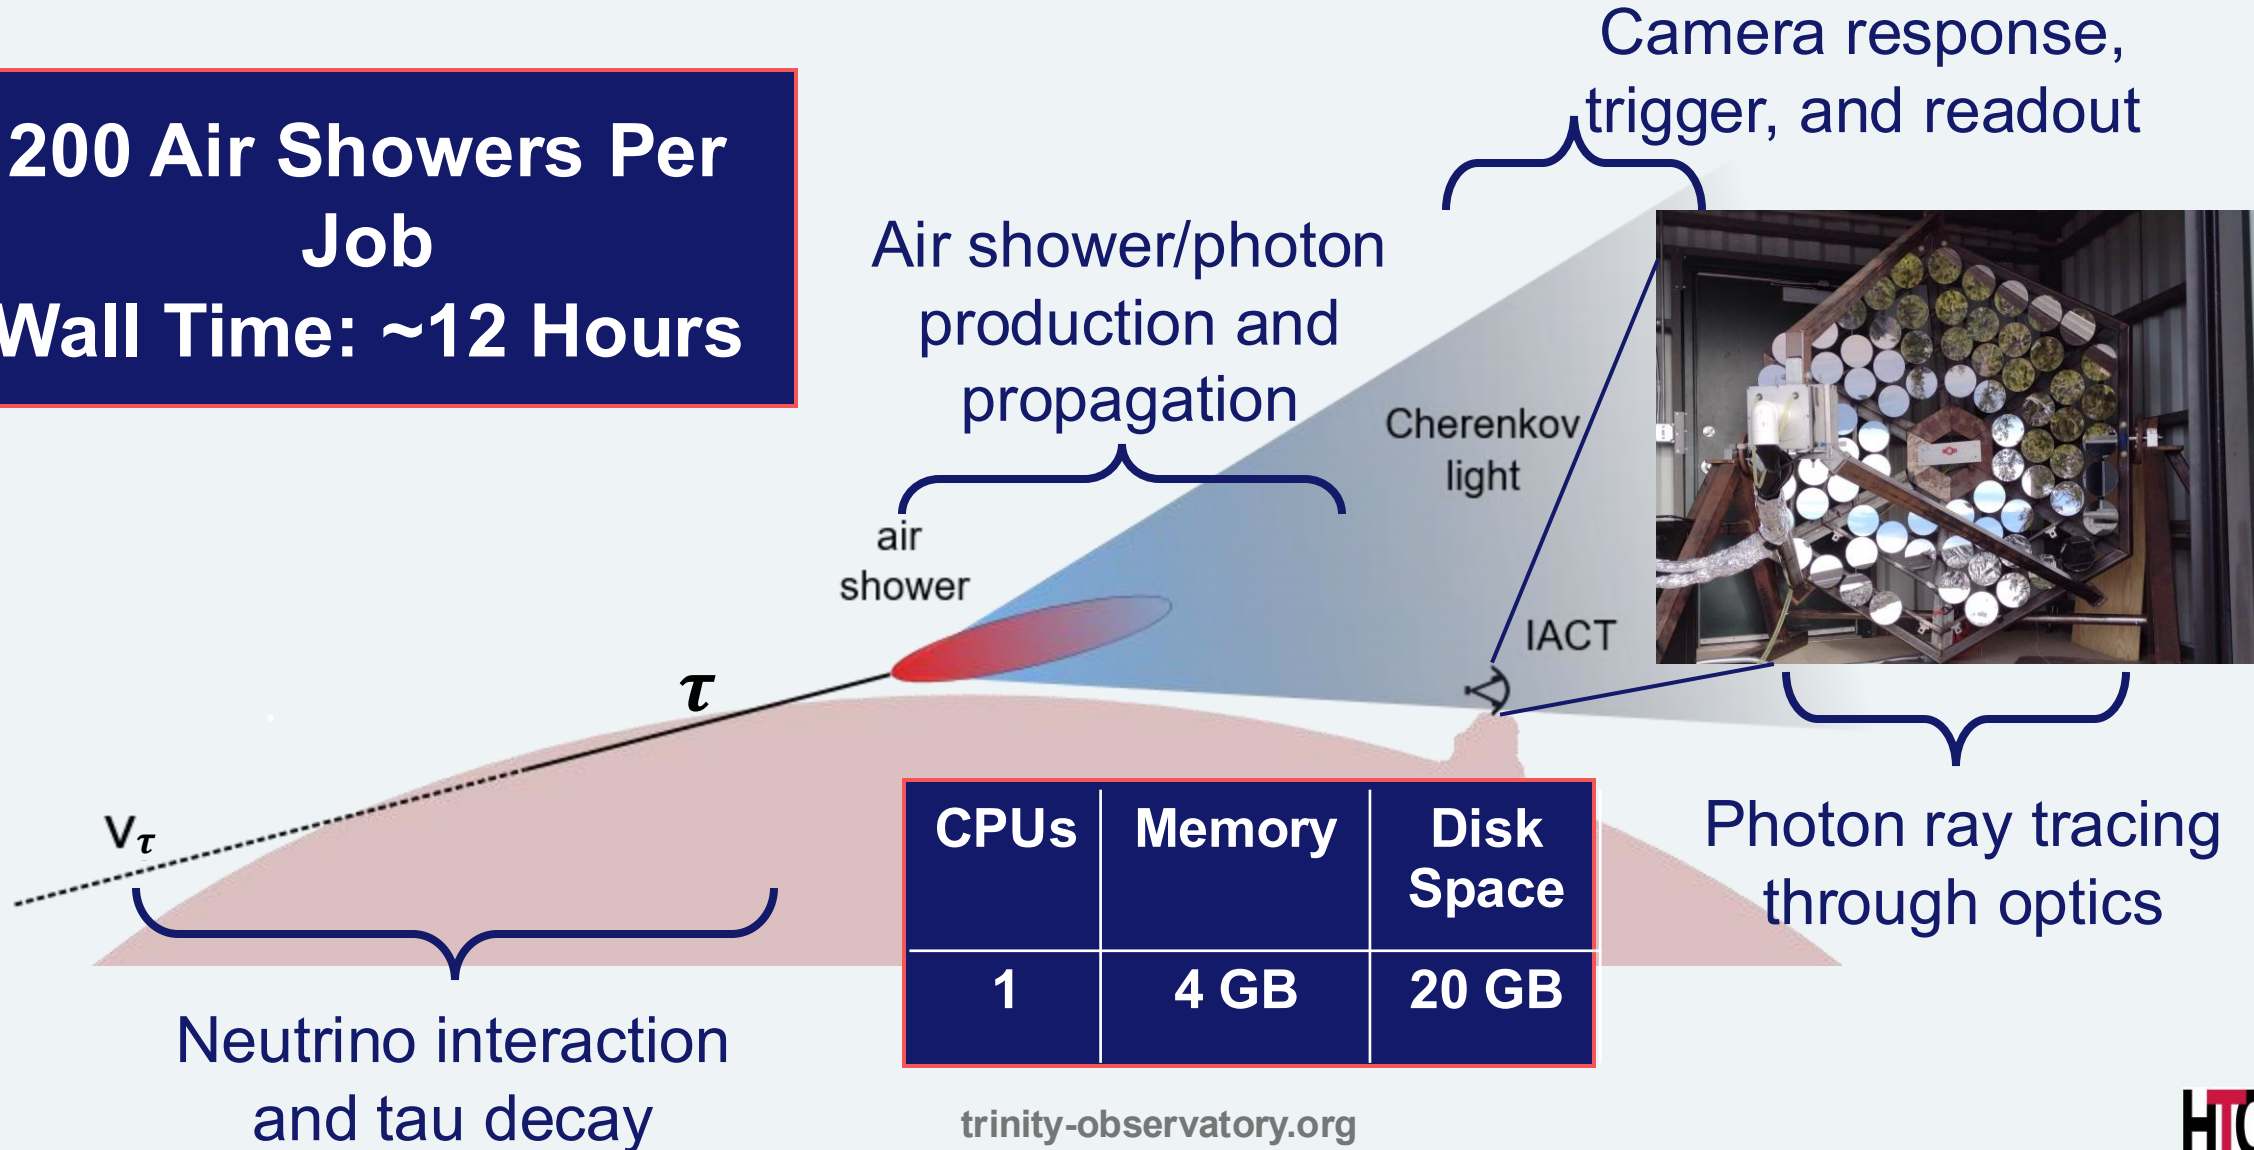 200 Air Showers Per
Job
Wall Time: ~12 Hours
Camera response,
trigger, and readout
Air shower/photon
production and
propagation
Cherenkov
light
air
shower
IACT
τ
ντ
CPUs Memory Disk
Space
1 4 GB 20 GB
Photon ray tracing
through optics
Neutrino interaction
and tau decay
trinity-observatory.org
HTC